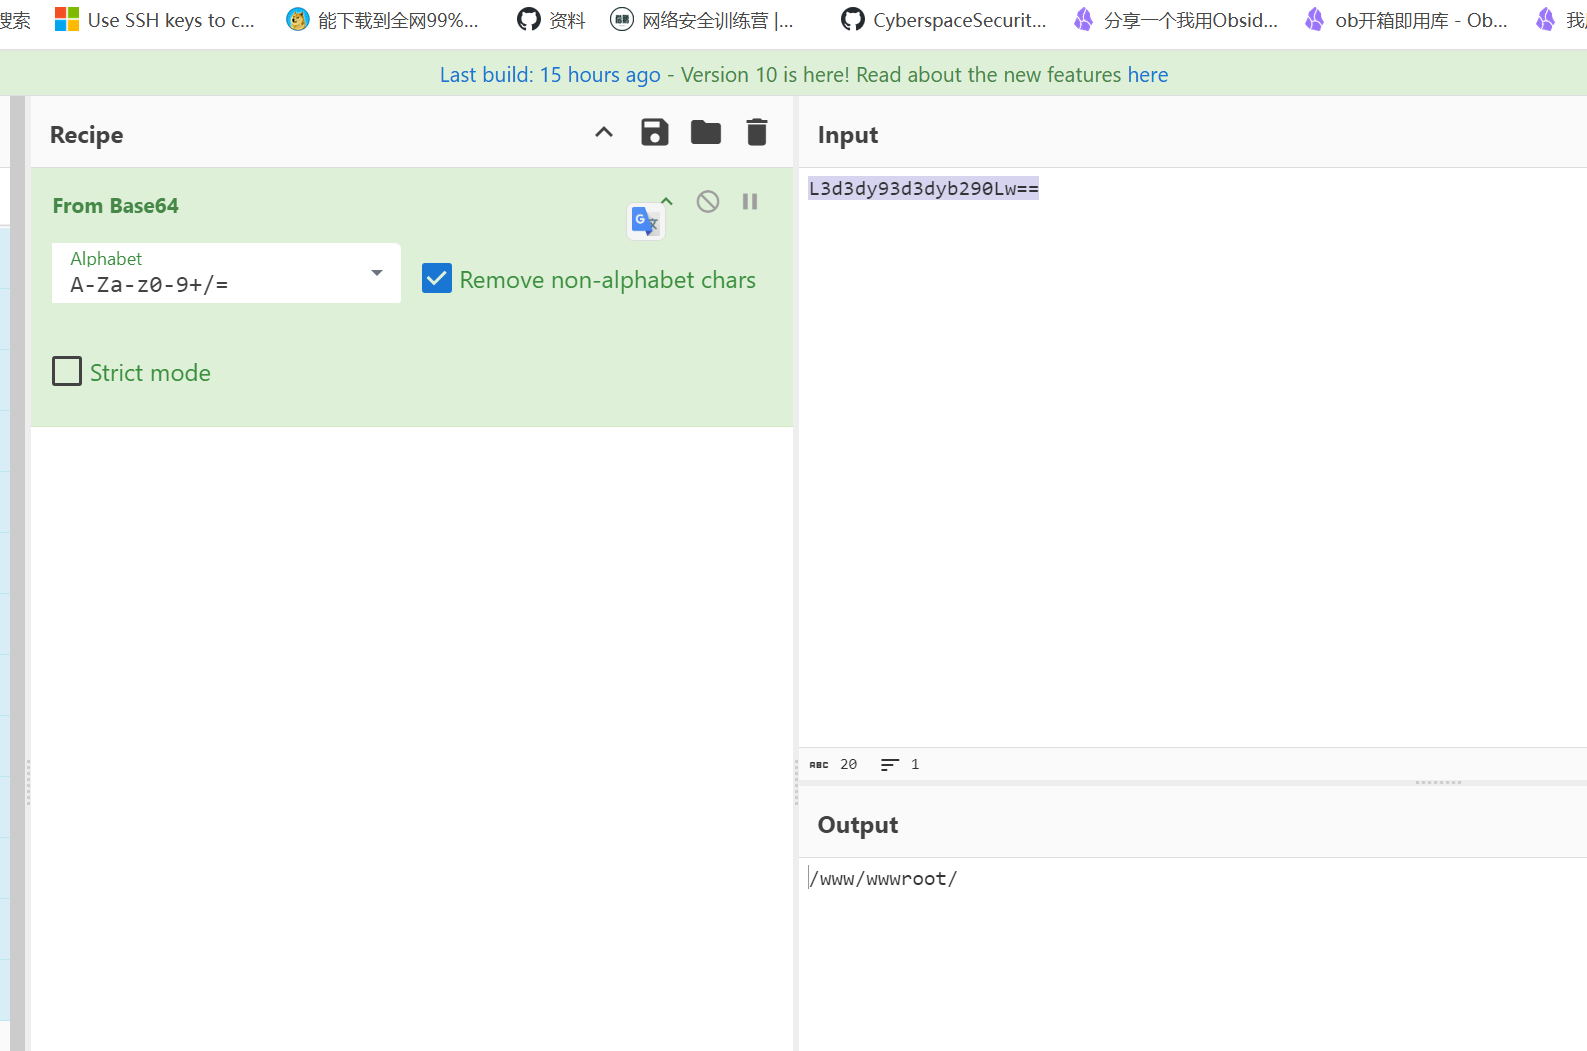 搜索 Use SSH keys to c... 能下载到全网99%... 资料 网络安全训练营 |... CyberspaceSecurit... 分享一个我用Obsid... ob开箱即用库 - Ob... 我
Last build: 15 hours ago - Version 10 is here! Read about the new features here
Recipe
Input
From Base64
Alphabet
A-Za-z0-9+/=
Remove non-alphabet chars
Strict mode
L3d3dy93d3dyb290Lw==
ABC 20 1
Output
/www/wwwroot/